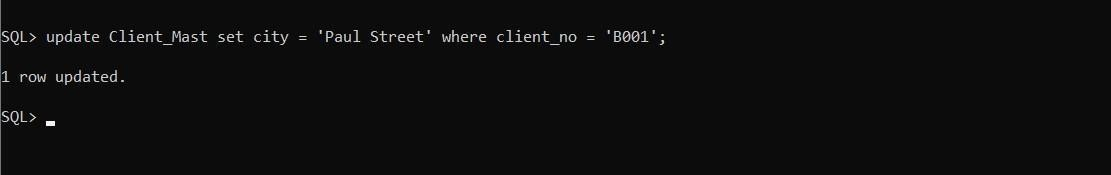 SQL> update Client_Mast set city = 'Paul Street' where client_no = 'B001';
1 row updated.
SQL>